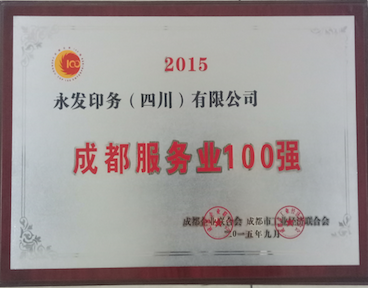 100
2015
永发印务（四川）有限公司
成都服务业100强
成都企业联合会 成都市工业经济联合会
二〇一五年九月